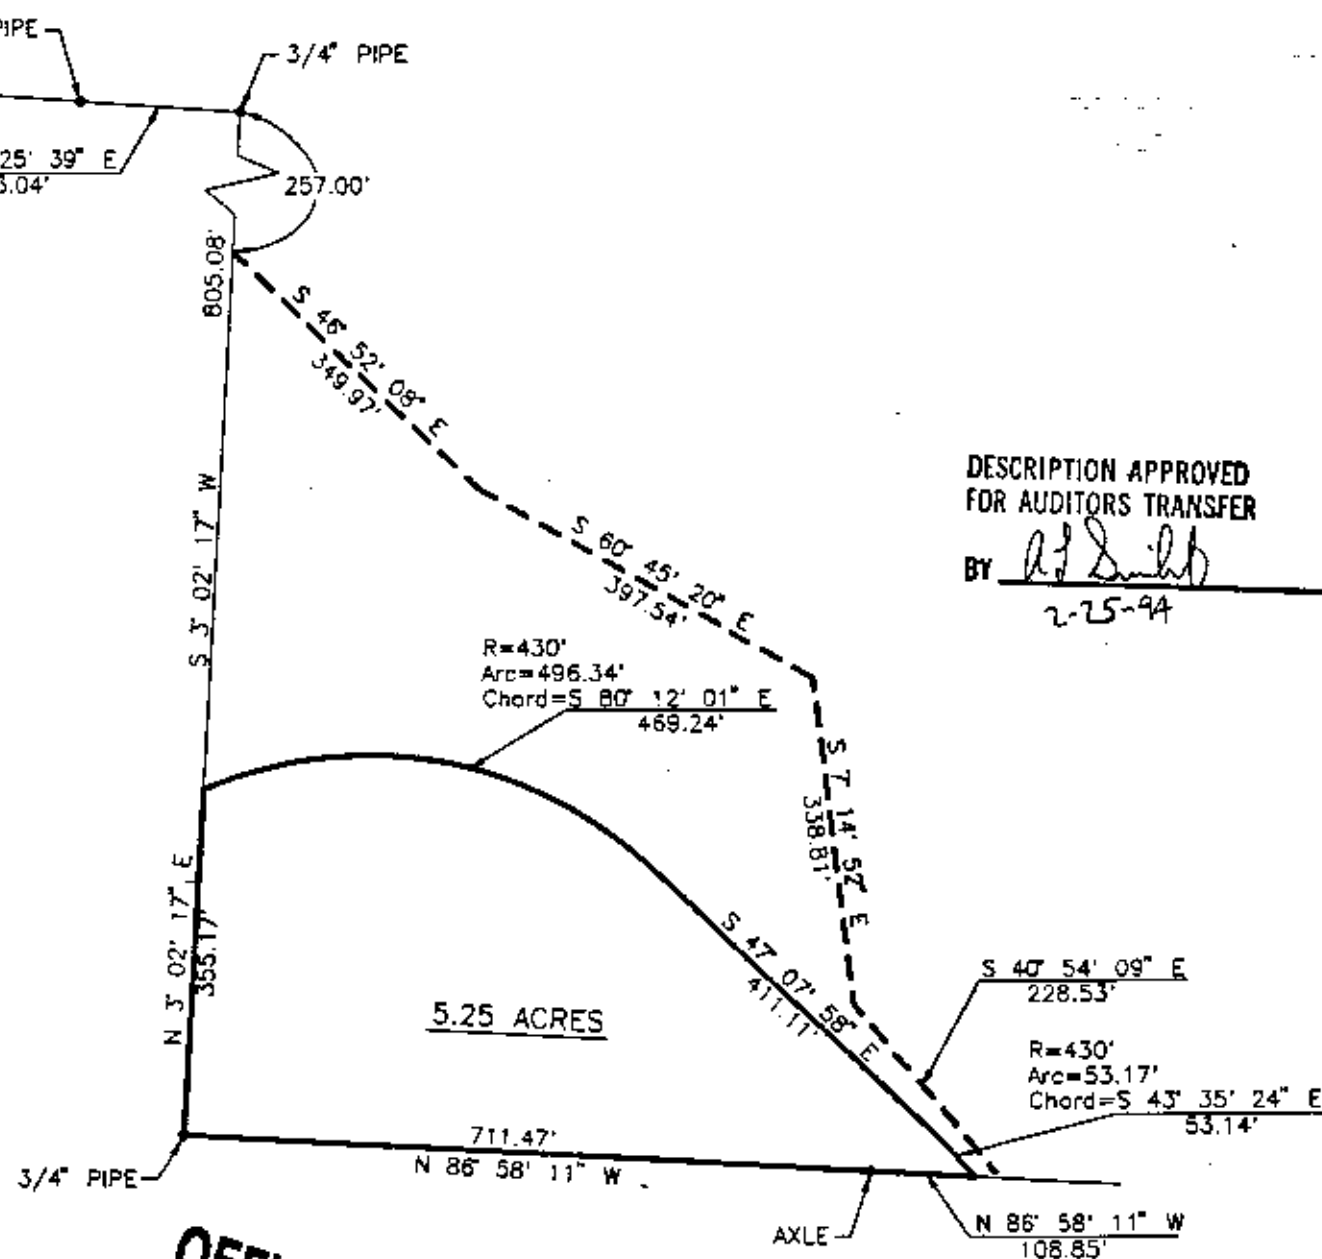 PIPE
3/4" PIPE
25' 39" E
6.04'
257.00'
805.08'
S 46° 52' 08" E
349.97'
S 3° 02' 17" W
S 60° 45' 20" E
397.54'
DESCRIPTION APPROVED
FOR AUDITORS TRANSFER
BY
2-25-94
R=430'
Arc=496.34'
Chord=S 80° 12' 01" E
469.24'
S 7° 14' 52" E
338.81'
N 3° 02' 17" E
355.17'
S 47° 07' 58" E
411.11'
S 40° 54' 09" E
228.53'
5.25 ACRES
R=430'
Arc=53.17'
Chord=S 43° 35' 24" E
53.14'
711.47'
N 86° 58' 11" W
3/4" PIPE
AXLE
N 86° 58' 11" W
108.85'